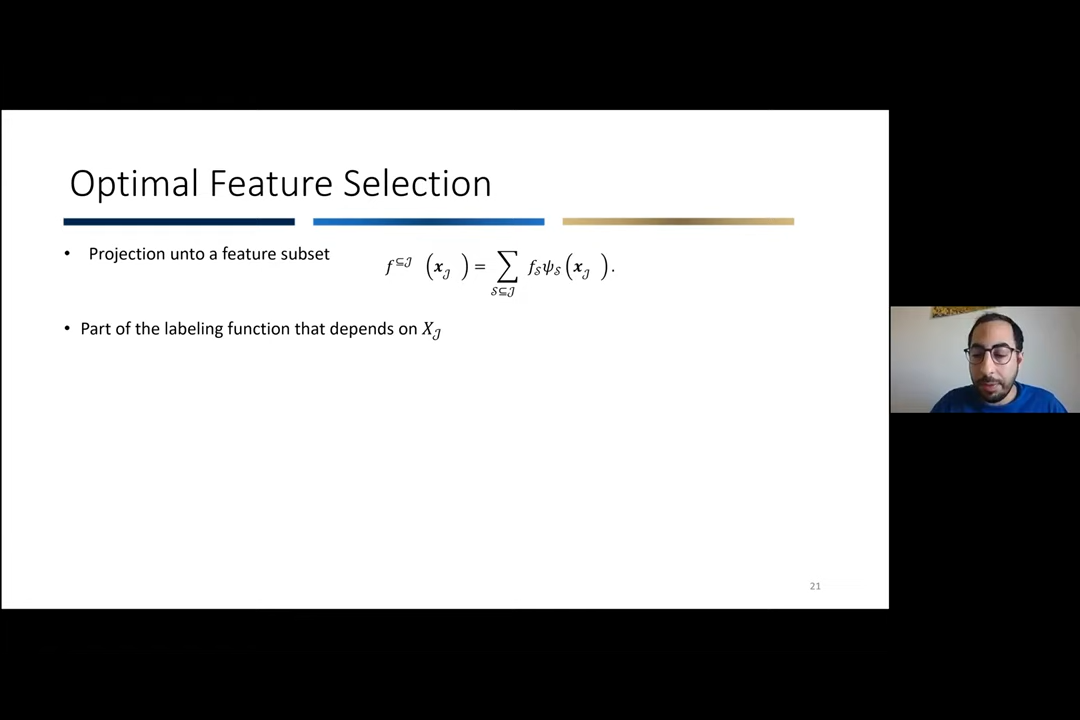 Optimal Feature Selection
• Projection unto a feature subset
f^{⊆𝒥} (𝒙_𝒥) = ∑_{𝒮⊆𝒥} f_𝒮 ψ_𝒮 (𝒙_𝒥).
• Part of the labeling function that depends on X_𝒥
21